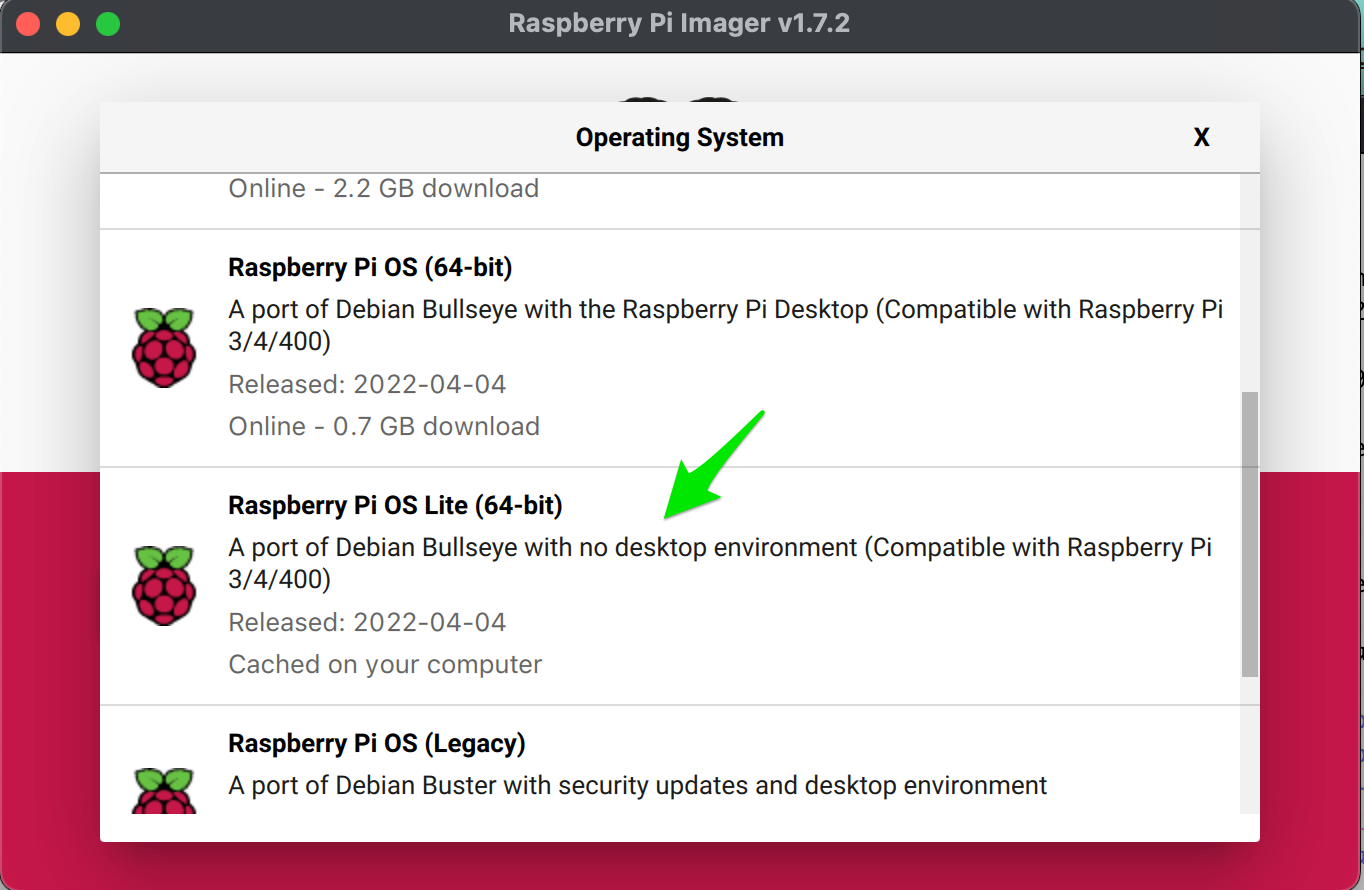 Raspberry Pi Imager v1.7.2
Operating System
X
Online - 2.2 GB download
Raspberry Pi OS (64-bit)
A port of Debian Bullseye with the Raspberry Pi Desktop (Compatible with Raspberry Pi
3/4/400)
Released: 2022-04-04
Online - 0.7 GB download
Raspberry Pi OS Lite (64-bit)
A port of Debian Bullseye with no desktop environment (Compatible with Raspberry Pi
3/4/400)
Released: 2022-04-04
Cached on your computer
Raspberry Pi OS (Legacy)
A port of Debian Buster with security updates and desktop environment